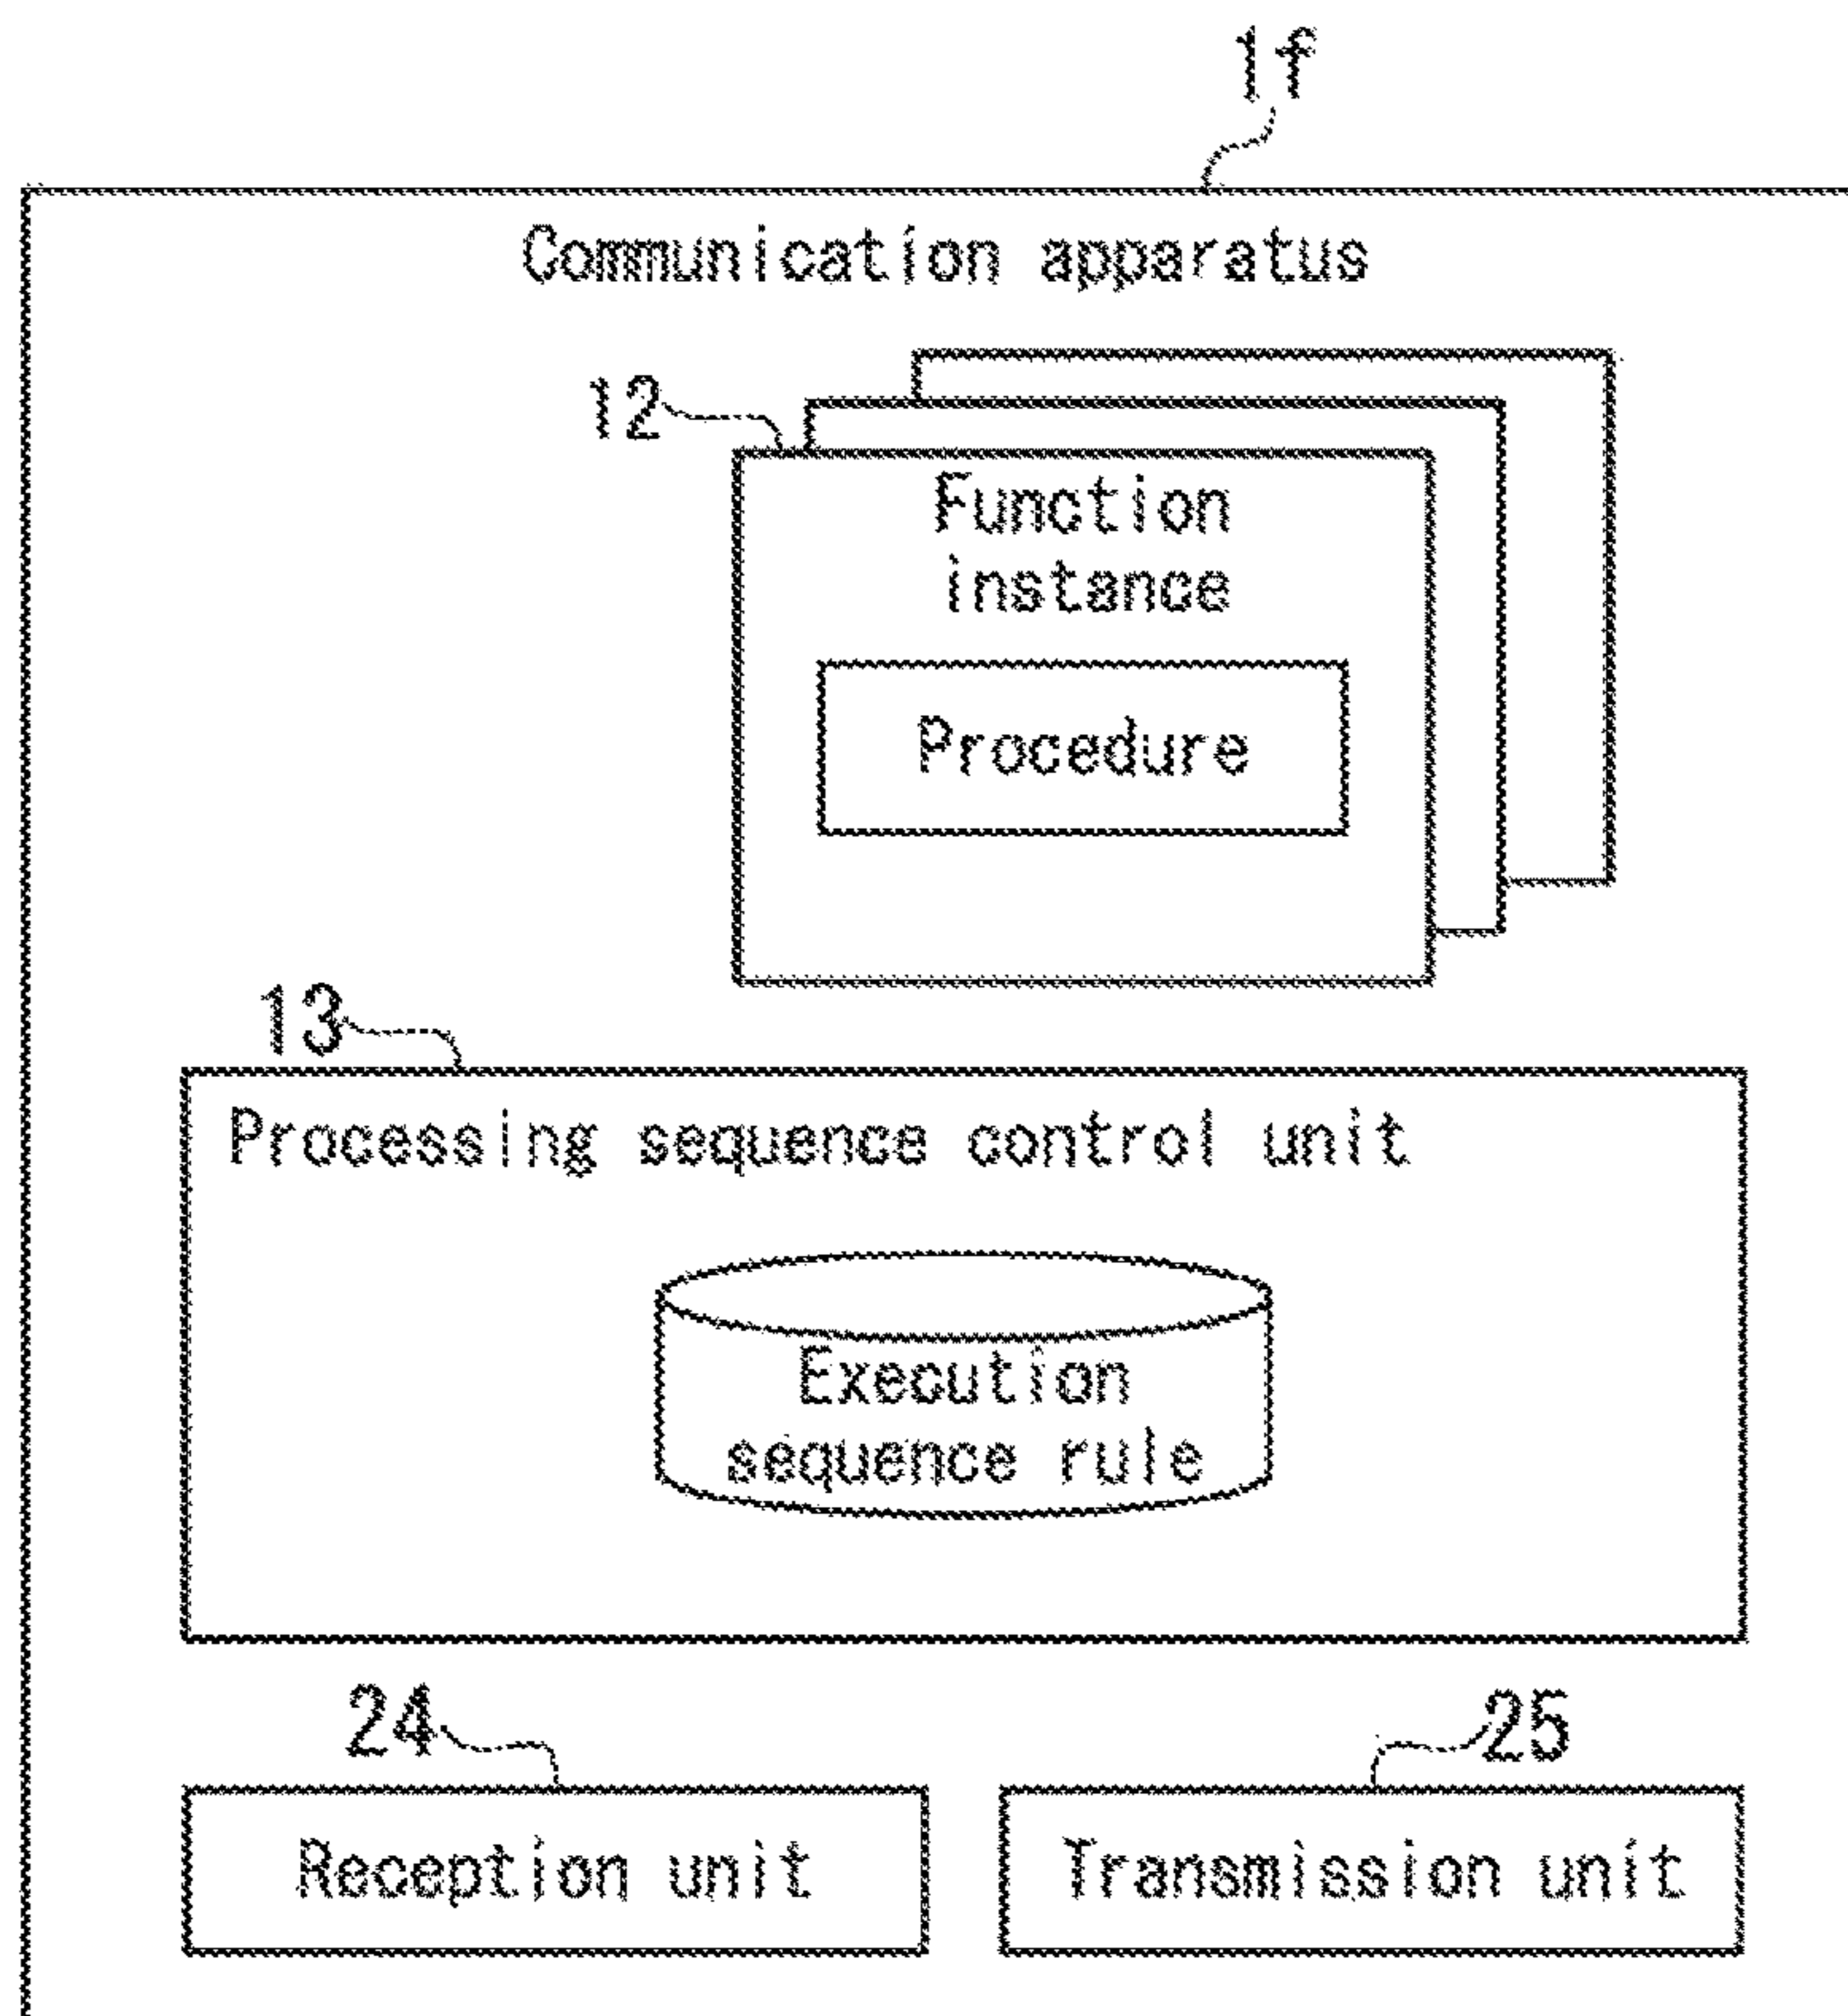 1f
Communication apparatus
12
Function
instance
Procedure
13
Processing sequence control unit
Execution
sequence rule
24
25
Reception unit
Transmission unit